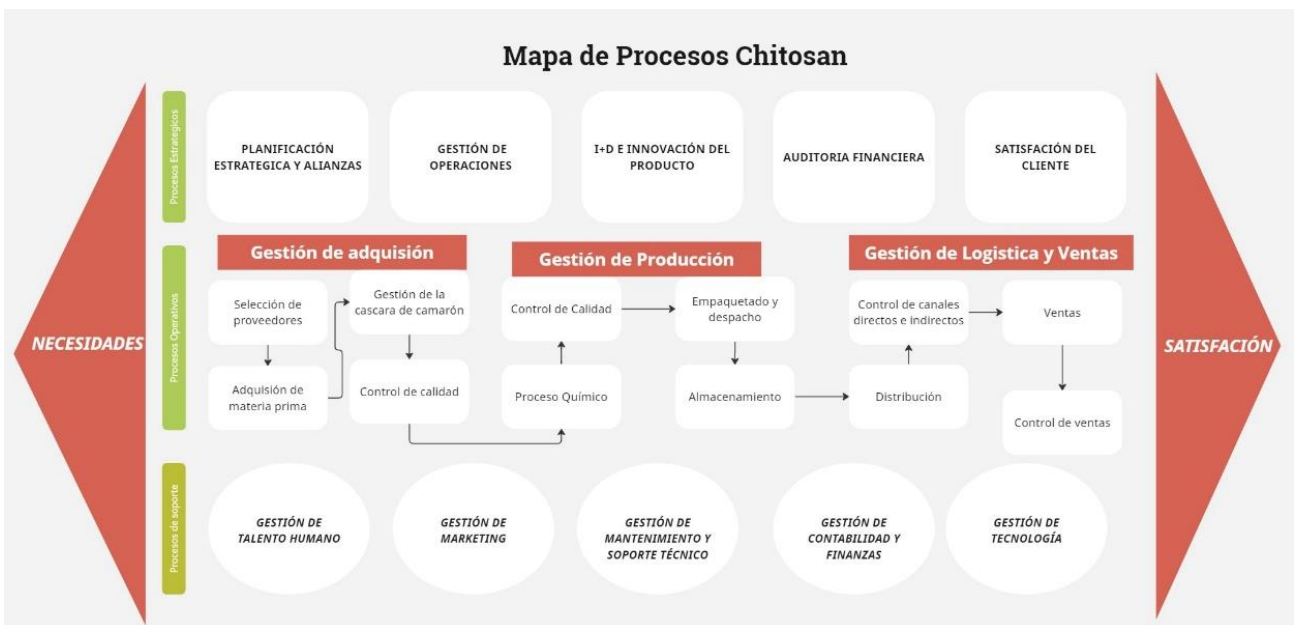 Mapa de Procesos Chitosan
NECESIDADES
Procesos Estrategicos
PLANIFICACIÓN
ESTRATEGICA Y ALIANZAS
GESTIÓN DE
OPERACIONES
I+D E INNOVACIÓN DEL
PRODUCTO
AUDITORIA FINANCIERA
SATISFACIÓN DEL
CLIENTE
Procesos Operativos
Gestión de adquisión
Selección de
proveedores
Adquisión de
materia prima
Gestión de la
cascara de camarón
Control de calidad
Gestión de Producción
Proceso Químico
Control de Calidad
Empaquetado y
despacho
Almacenamiento
Gestión de Logistica y Ventas
Distribución
Control de canales
directos e indirectos
Ventas
Control de ventas
Procesos de soporte
GESTIÓN DE
TALENTO HUMANO
GESTIÓN DE
MARKETING
GESTIÓN DE
MANTENIMIENTO Y
SOPORTE TÉCNICO
GESTIÓN DE
CONTABILIDAD Y
FINANZAS
GESTIÓN DE
TECNOLOGÍA
SATISFACIÓN